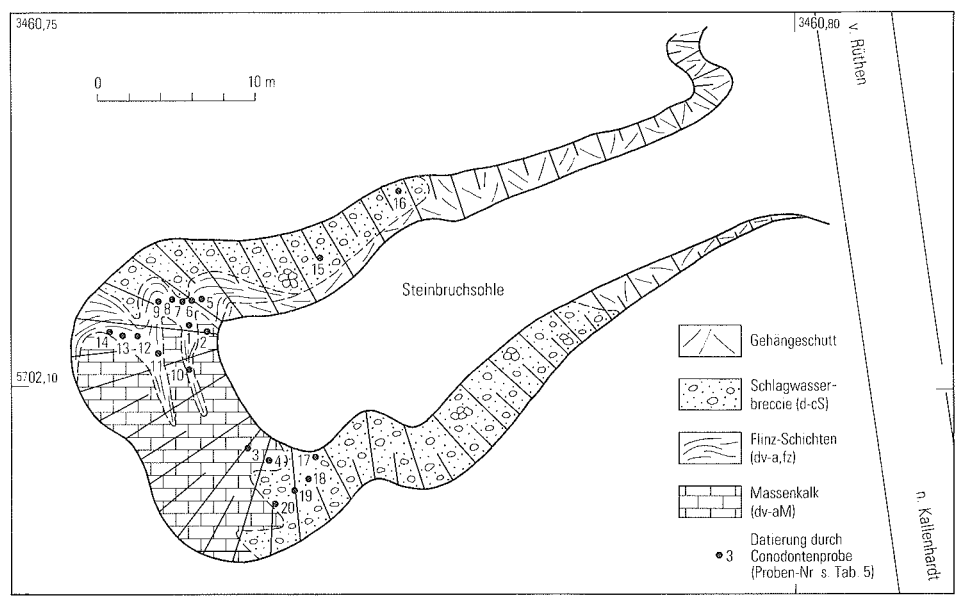 3460,75
3460,80
v. Rüthen
0 10 m
16
15
9 8 7 6 5
14 13 12 1 2
11
10
Steinbruchsohle
5702,10
3 4 17
18
19
20
Gehängeschutt
Schlagwasser-
breccie (d-cS)
Flinz-Schichten
(dv-a,fz)
Massenkalk
(dv-aM)
3 Datierung durch
Conodontenprobe
(Proben-Nr s. Tab. 5)
n. Kallenhardt